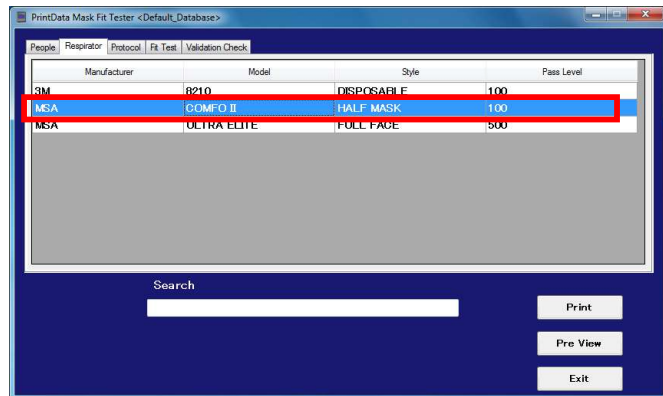 PrintData Mask Fit Tester <Default_Database>
People Respirator Protocol Fit Test Validation Check
Manufacturer Model Style Pass Level
3M 8210 DISPOSABLE 100
MSA COMFO II HALF MASK 100
MSA ULTRA ELITE FULL FACE 500
Search
Print
Pre View
Exit